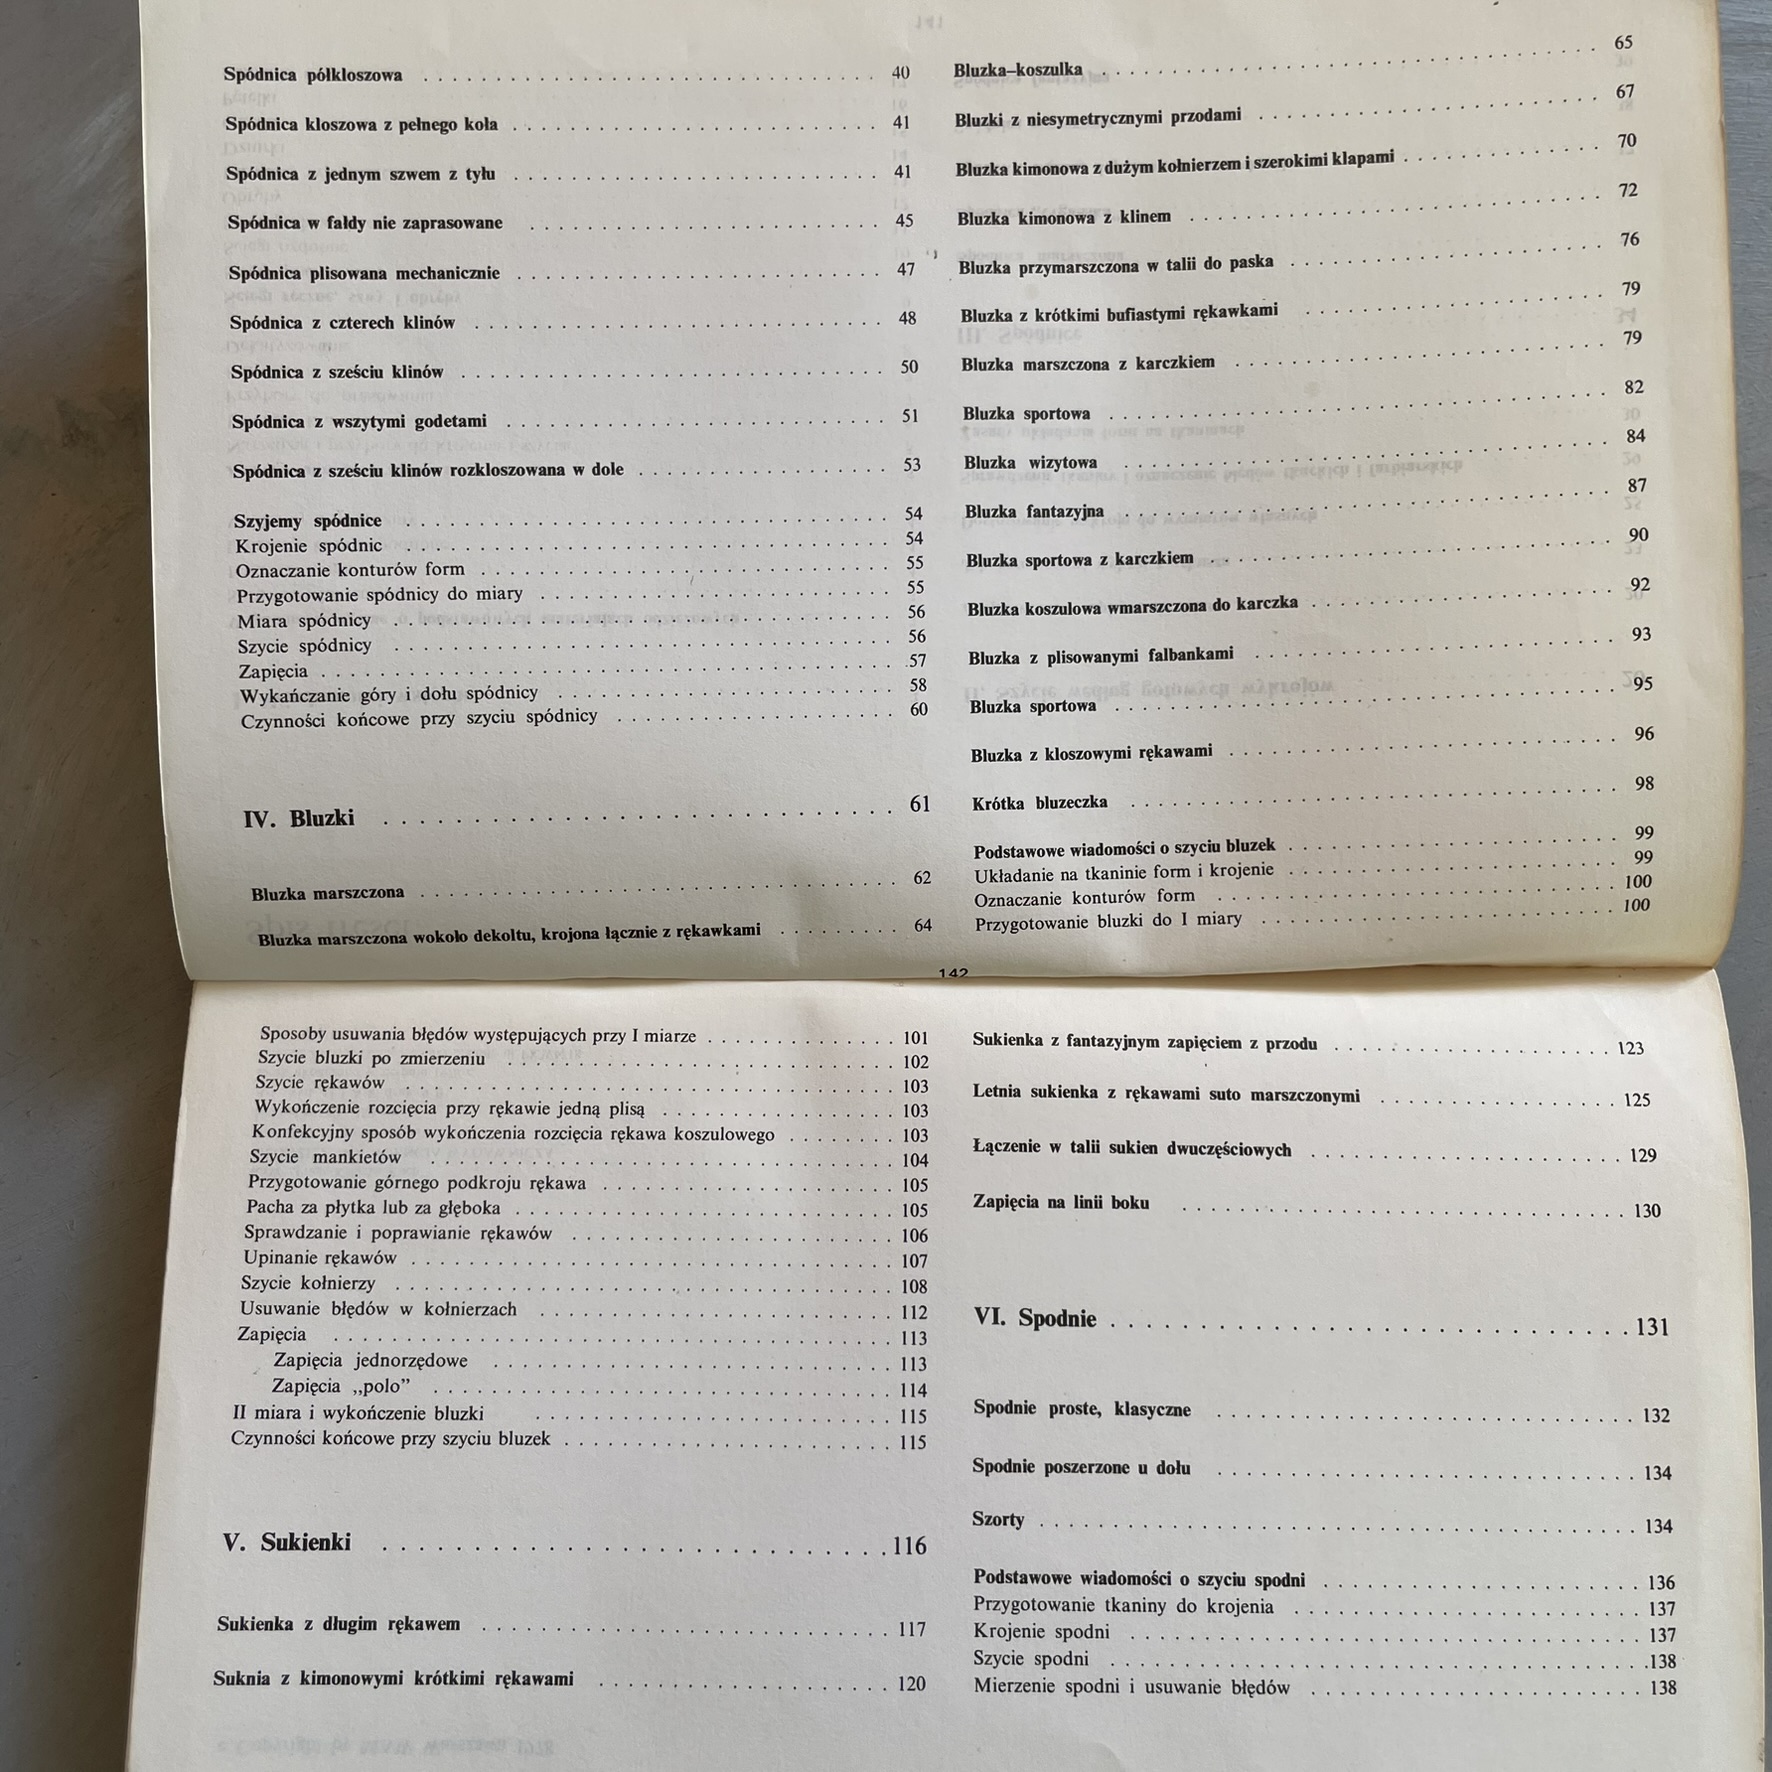 Spódnica półkloszowa . . . . . . . . . . 40
Spódnica kloszowa z pełnego koła . . . . . . . . . . 41
Spódnica z jednym szwem z tyłu . . . . . . . . . . 41
Spódnica w fałdy nie zaprasowane . . . . . . . . . . 45
Spódnica plisowana mechanicznie . . . . . . . . . . 47
Spódnica z czterech klinów . . . . . . . . . . 48
Spódnica z sześciu klinów . . . . . . . . . . 50
Spódnica z wszytymi godetami . . . . . . . . . . 51
Spódnica z sześciu klinów rozkloszowana w dole . . . . . . . . . . 53
Szyjemy spódnice . . . . . . . . . . 54
Krojenie spódnic . . . . . . . . . . 54
Oznaczanie konturów form . . . . . . . . . . 55
Przygotowanie spódnicy do miary . . . . . . . . . . 55
Miara spódnicy . . . . . . . . . . 56
Szycie spódnicy . . . . . . . . . . 56
Zapięcia . . . . . . . . . . 57
Wykańczanie góry i dołu spódnicy . . . . . . . . . . 58
Czynności końcowe przy szyciu spódnicy . . . . . . . . . . 60
IV. Bluzki . . . . . . . . . . 61
Bluzka marszczona . . . . . . . . . . 62
Bluzka marszczona wokoło dekoltu, krojona łącznie z rękawkami . . . . . . . . . . 64
Bluzka–koszulka . . . . . . . . . . 65
Bluzki z niesymetrycznymi przodami . . . . . . . . . . 67
Bluzka kimonowa z dużym kołnierzem i szerokimi klapami . . . . . . . . . . 70
Bluzka kimonowa z klinem . . . . . . . . . . 72
Bluzka przymarszczona w talii do paska . . . . . . . . . . 76
Bluzka z krótkimi bufiastymi rękawkami . . . . . . . . . . 79
Bluzka marszczona z karczkiem . . . . . . . . . . 79
Bluzka sportowa . . . . . . . . . . 82
Bluzka wizytowa . . . . . . . . . . 84
Bluzka fantazyjna . . . . . . . . . . 87
Bluzka sportowa z karczkiem . . . . . . . . . . 90
Bluzka koszulowa wmarszczona do karczka . . . . . . . . . . 92
Bluzka z plisowanymi falbankami . . . . . . . . . . 93
Bluzka sportowa . . . . . . . . . . 95
Bluzka z kloszowymi rękawami . . . . . . . . . . 96
Krótka bluzeczka . . . . . . . . . . 98
Podstawowe wiadomości o szyciu bluzek . . . . . . . . . . 99
Układanie na tkaninie form i krojenie . . . . . . . . . . 99
Oznaczanie konturów form . . . . . . . . . . 100
Przygotowanie bluzki do I miary . . . . . . . . . . 100
142
Sposoby usuwania błędów występujących przy I miarze . . . . . . . . . . 101
Szycie bluzki po zmierzeniu . . . . . . . . . . 102
Szycie rękawów . . . . . . . . . . 103
Wykończenie rozcięcia przy rękawie jedną plisą . . . . . . . . . . 103
Konfekcyjny sposób wykończenia rozcięcia rękawa koszulowego . . . . . . . . . . 103
Szycie mankietów . . . . . . . . . . 104
Przygotowanie górnego podkroju rękawa . . . . . . . . . . 105
Pacha za płytka lub za głęboka . . . . . . . . . . 105
Sprawdzanie i poprawianie rękawów . . . . . . . . . . 106
Upinanie rękawów . . . . . . . . . . 107
Szycie kołnierzy . . . . . . . . . . 108
Usuwanie błędów w kołnierzach . . . . . . . . . . 112
Zapięcia . . . . . . . . . . 113
Zapięcia jednorzędowe . . . . . . . . . . 113
Zapięcia „polo” . . . . . . . . . . 114
II miara i wykończenie bluzki . . . . . . . . . . 115
Czynności końcowe przy szyciu bluzek . . . . . . . . . . 115
V. Sukienki . . . . . . . . . . 116
Sukienka z długim rękawem . . . . . . . . . . 117
Suknia z kimonowymi krótkimi rękawami . . . . . . . . . . 120
Sukienka z fantazyjnym zapięciem z przodu . . . . . . . . . . 123
Letnia sukienka z rękawami suto marszczonymi . . . . . . . . . . 125
Łączenie w talii sukien dwuczęściowych . . . . . . . . . . 129
Zapięcia na linii boku . . . . . . . . . . 130
VI. Spodnie . . . . . . . . . . 131
Spodnie proste, klasyczne . . . . . . . . . . 132
Spodnie poszerzone u dołu . . . . . . . . . . 134
Szorty . . . . . . . . . . 134
Podstawowe wiadomości o szyciu spodni . . . . . . . . . . 136
Przygotowanie tkaniny do krojenia . . . . . . . . . . 137
Krojenie spodni . . . . . . . . . . 137
Szycie spodni . . . . . . . . . . 138
Mierzenie spodni i usuwanie błędów . . . . . . . . . . 138